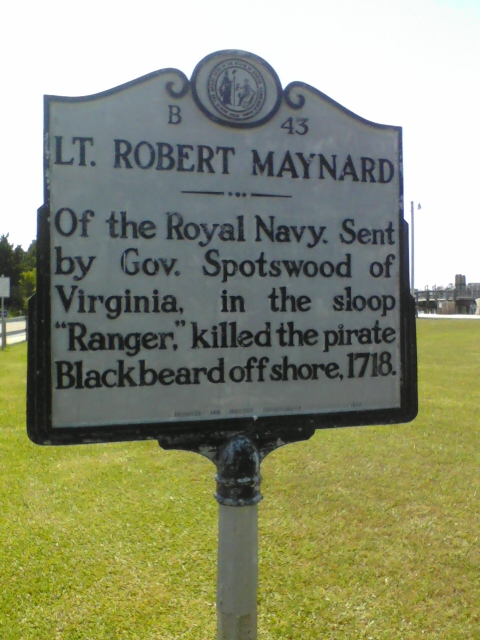 B 43
LT. ROBERT MAYNARD
Of the Royal Navy. Sent
by Gov. Spotswood of
Virginia, in the sloop
"Ranger," killed the pirate
Blackbeard off shore, 1718.